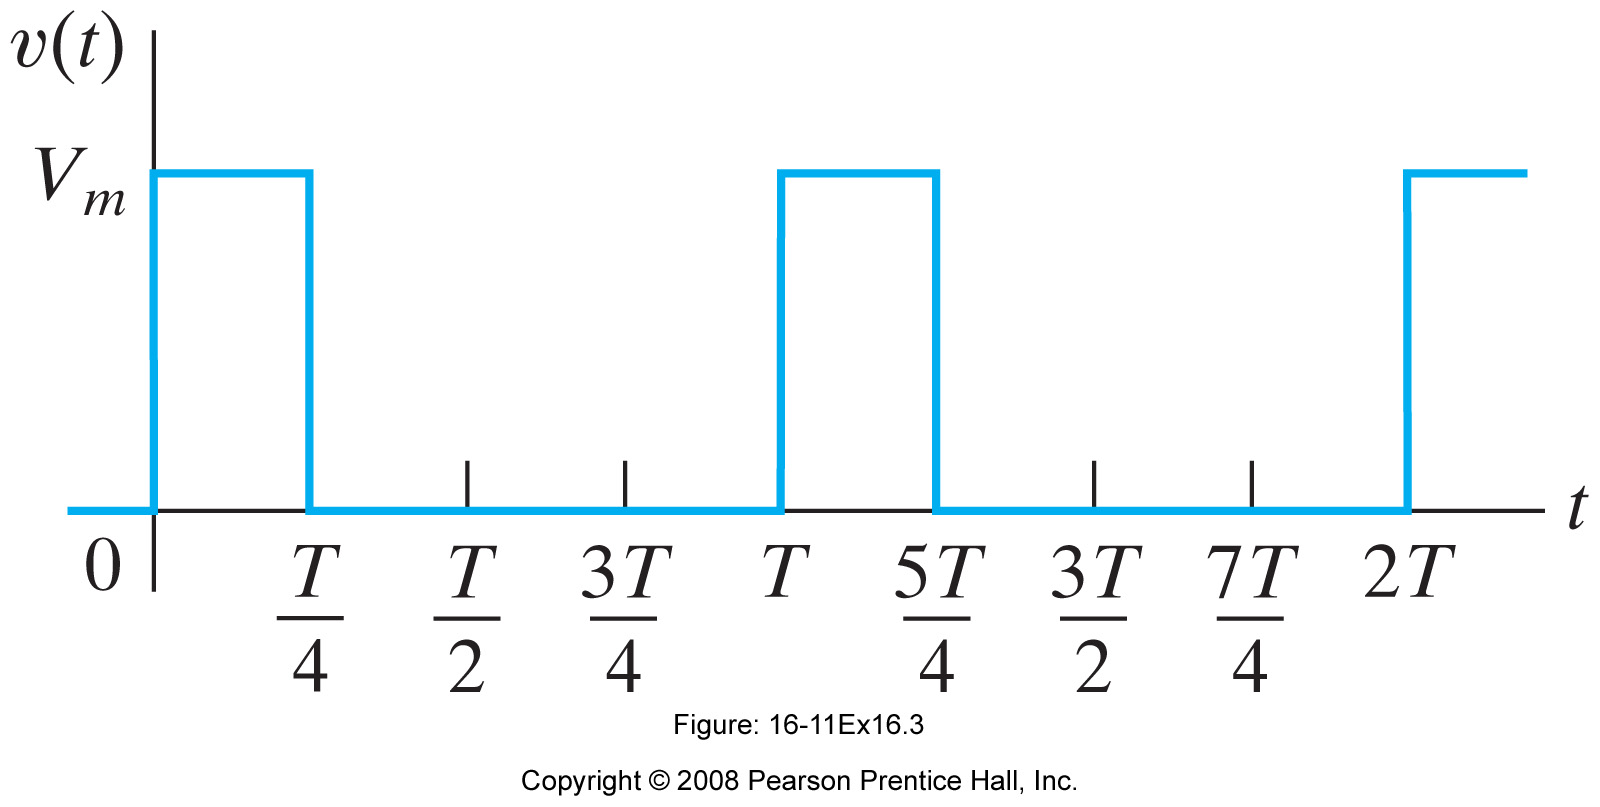 v(t)
V_m
0 T/4 T/2 3T/4 T 5T/4 3T/2 7T/4 2T t
Figure: 16-11Ex16.3
Copyright © 2008 Pearson Prentice Hall, Inc.